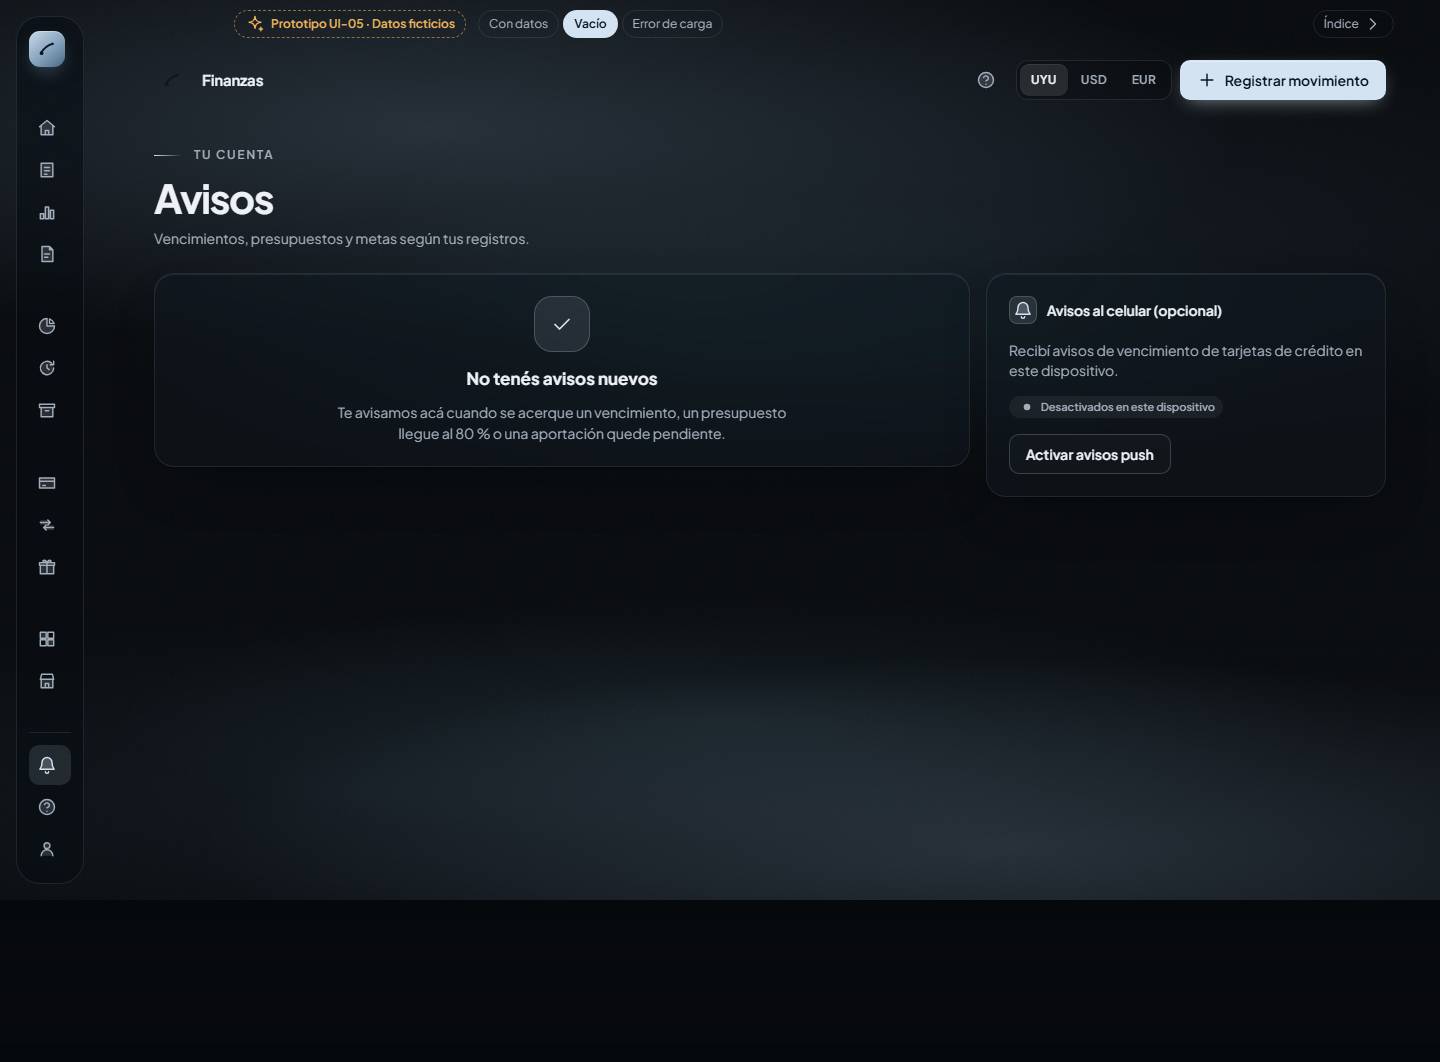 Prototipo UI-05 · Datos ficticios
Con datos
Vacío
Error de carga
Índice
Finanzas
UYU
USD
EUR
Registrar movimiento
TU CUENTA
Avisos
Vencimientos, presupuestos y metas según tus registros.
No tenés avisos nuevos
Te avisamos acá cuando se acerque un vencimiento, un presupuesto
llegue al 80 % o una aportación quede pendiente.
Avisos al celular (opcional)
Recibí avisos de vencimiento de tarjetas de crédito en
este dispositivo.
Desactivados en este dispositivo
Activar avisos push